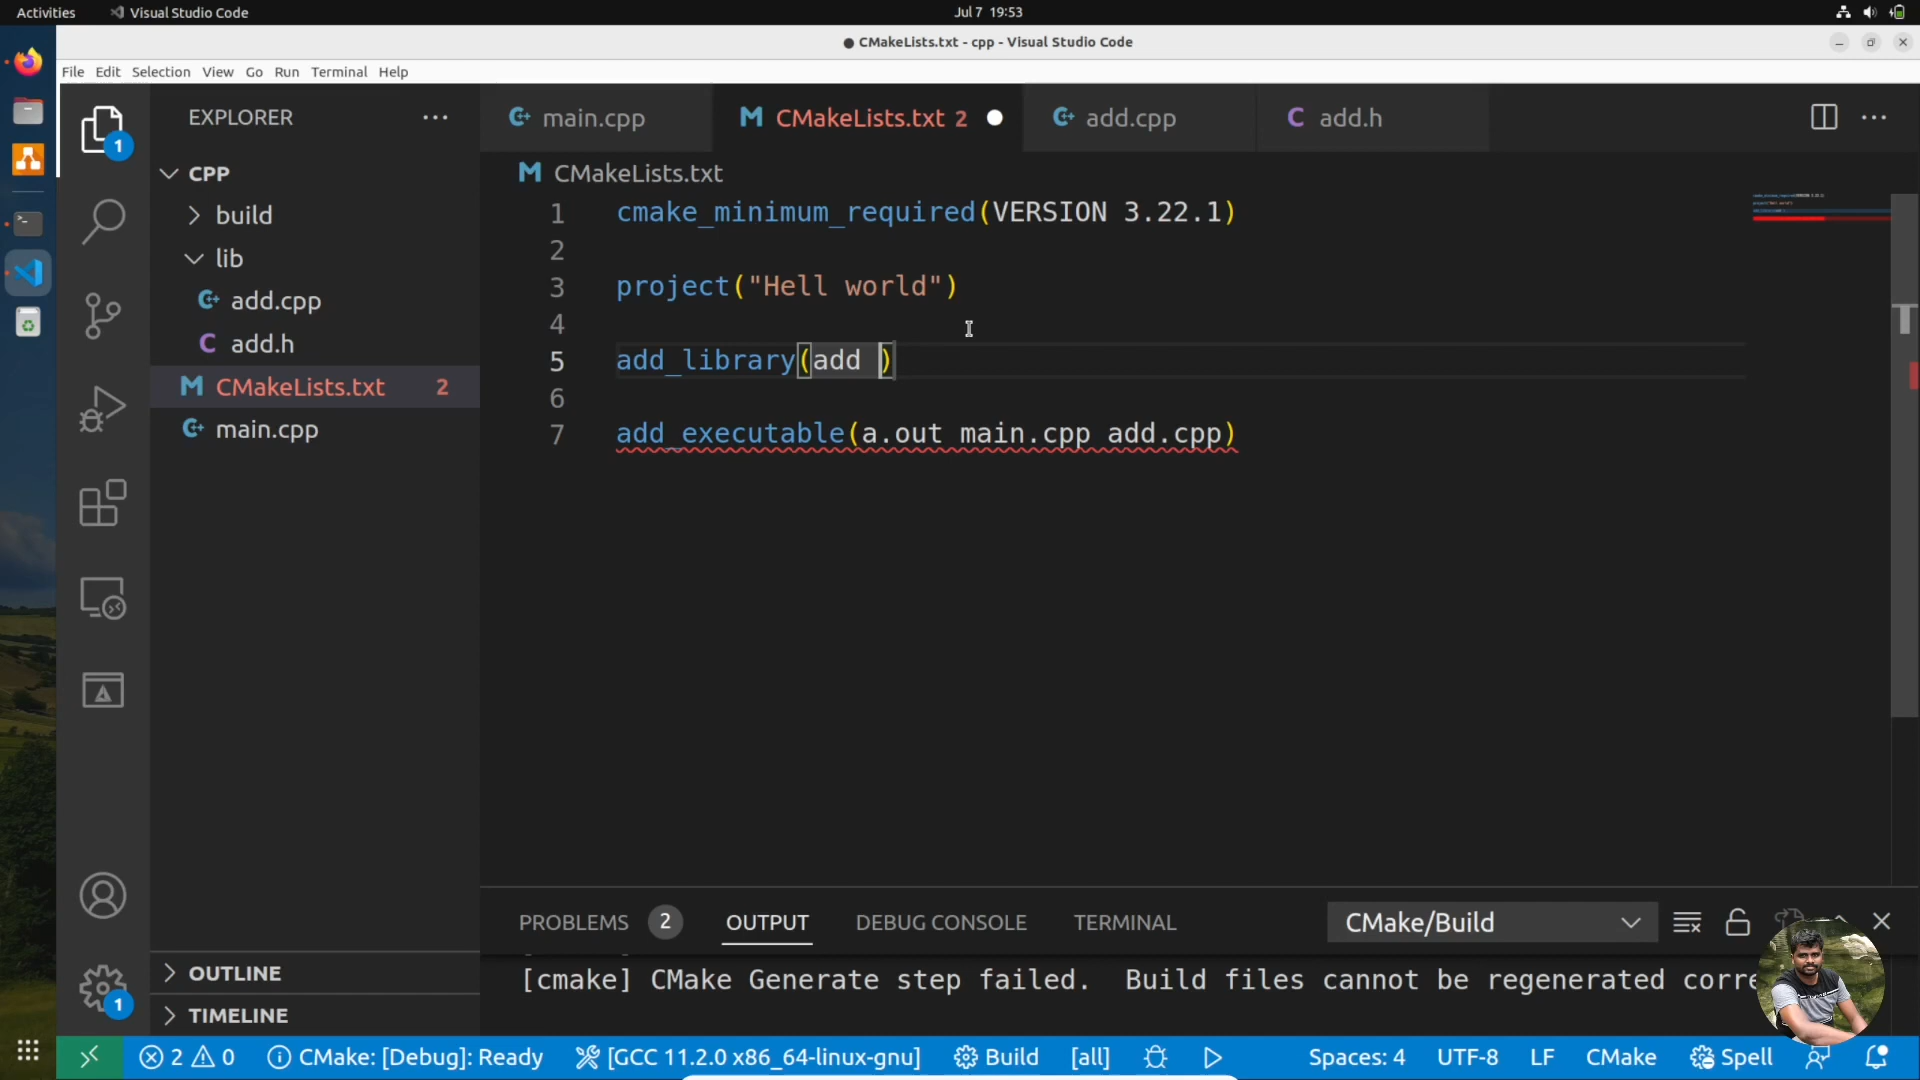 Activities Visual Studio Code Jul 7 19:53
CMakeLists.txt - cpp - Visual Studio Code
File Edit Selection View Go Run Terminal Help
EXPLORER
CPP
build
lib
add.cpp
add.h
CMakeLists.txt 2
main.cpp
OUTLINE
TIMELINE
1
1
main.cpp CMakeLists.txt 2 add.cpp add.h
CMakeLists.txt
1 cmake_minimum_required(VERSION 3.22.1)
2
3 project("Hell world")
4
5 add_library(add )
6
7 add_executable(a.out main.cpp add.cpp)
PROBLEMS 2 OUTPUT DEBUG CONSOLE TERMINAL CMake/Build
[cmake] CMake Generate step failed.  Build files cannot be regenerated corre
2 0 CMake: [Debug]: Ready [GCC 11.2.0 x86_64-linux-gnu] Build [all] Spaces: 4 UTF-8 LF CMake Spell